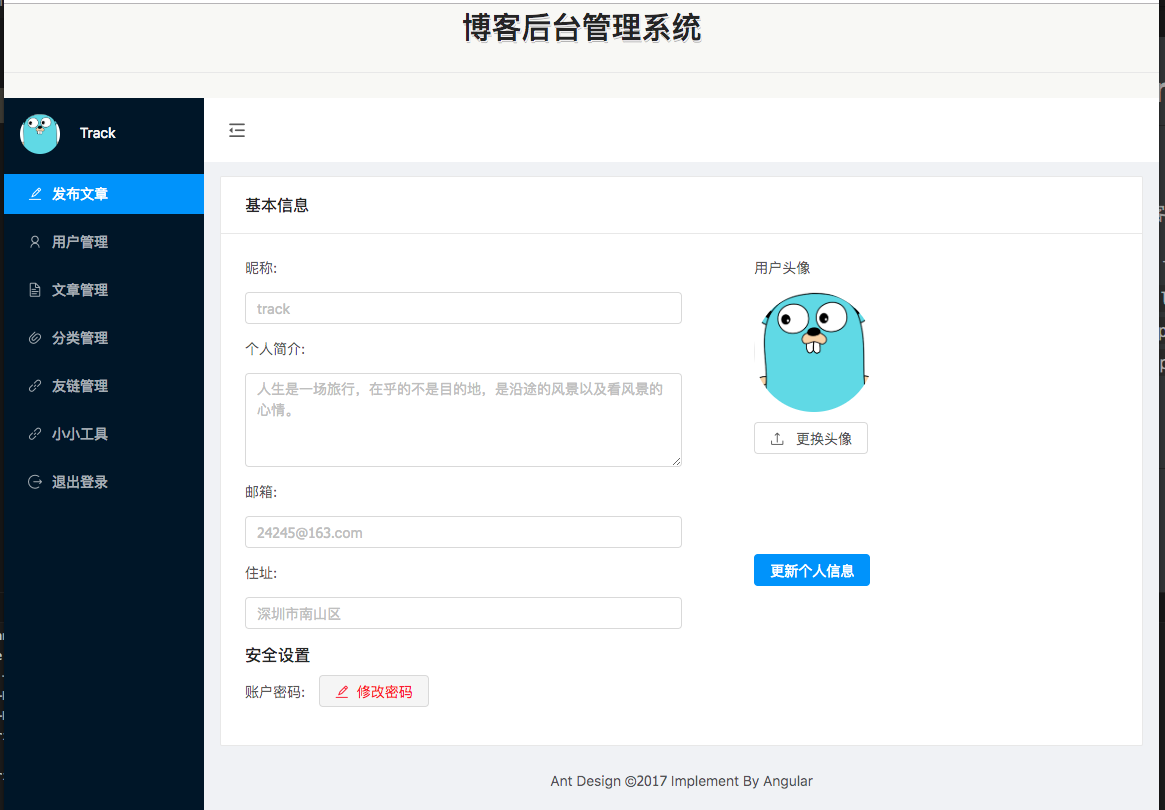 博客后台管理系统
Track
发布文章
用户管理
文章管理
分类管理
友链管理
小小工具
退出登录
基本信息
昵称:
track
个人简介:
人生是一场旅行，在乎的不是目的地，是沿途的风景以及看风景的
心情。
邮箱:
24245@163.com
住址:
深圳市南山区
安全设置
账户密码:
修改密码
用户头像
更换头像
更新个人信息
Ant Design ©2017 Implement By Angular